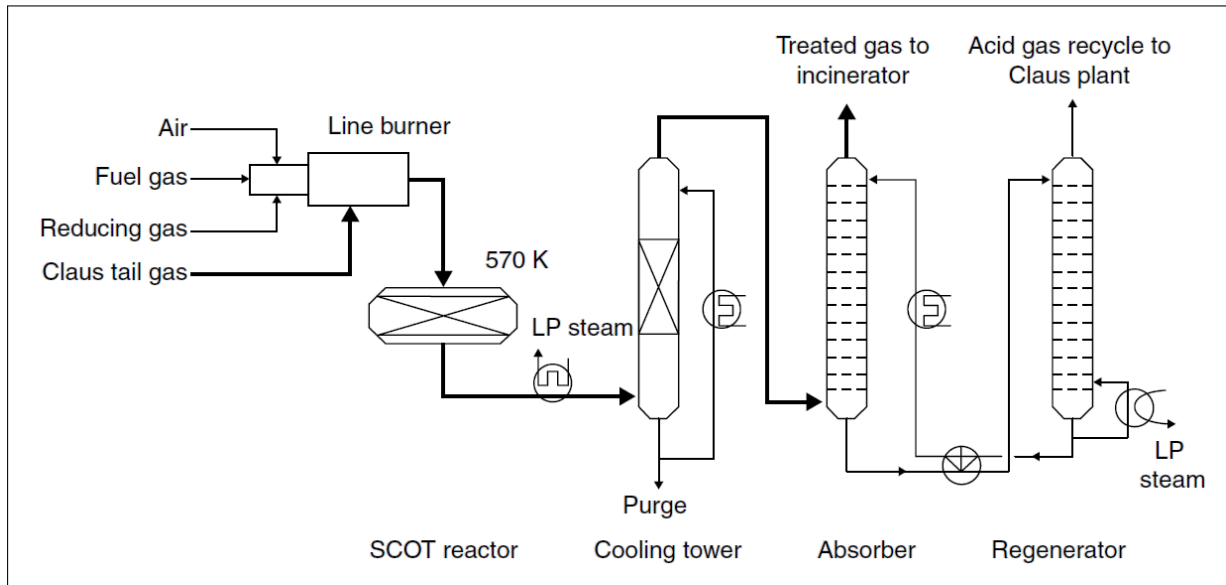 Treated gas to
incinerator
Acid gas recycle to
Claus plant
Air
Line burner
Fuel gas
Reducing gas
Claus tail gas
570 K
LP steam
LP
steam
Purge
SCOT reactor
Cooling tower
Absorber
Regenerator